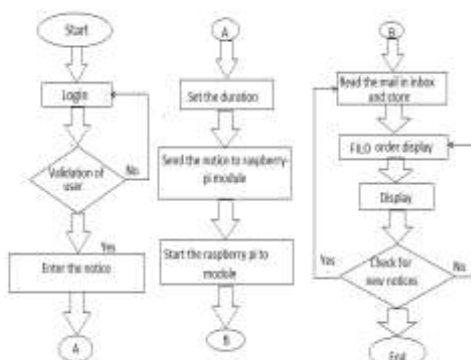 Start
Login
Validation of
user
No
Yes
Enter the notice
A
A
Set the duration
Send the notice to raspberry-
pi module
Start the raspberry pi to
module
B
B
Read the mail in inbox
and store
FILO order display
Display
Yes
Check for
new notices
No
End